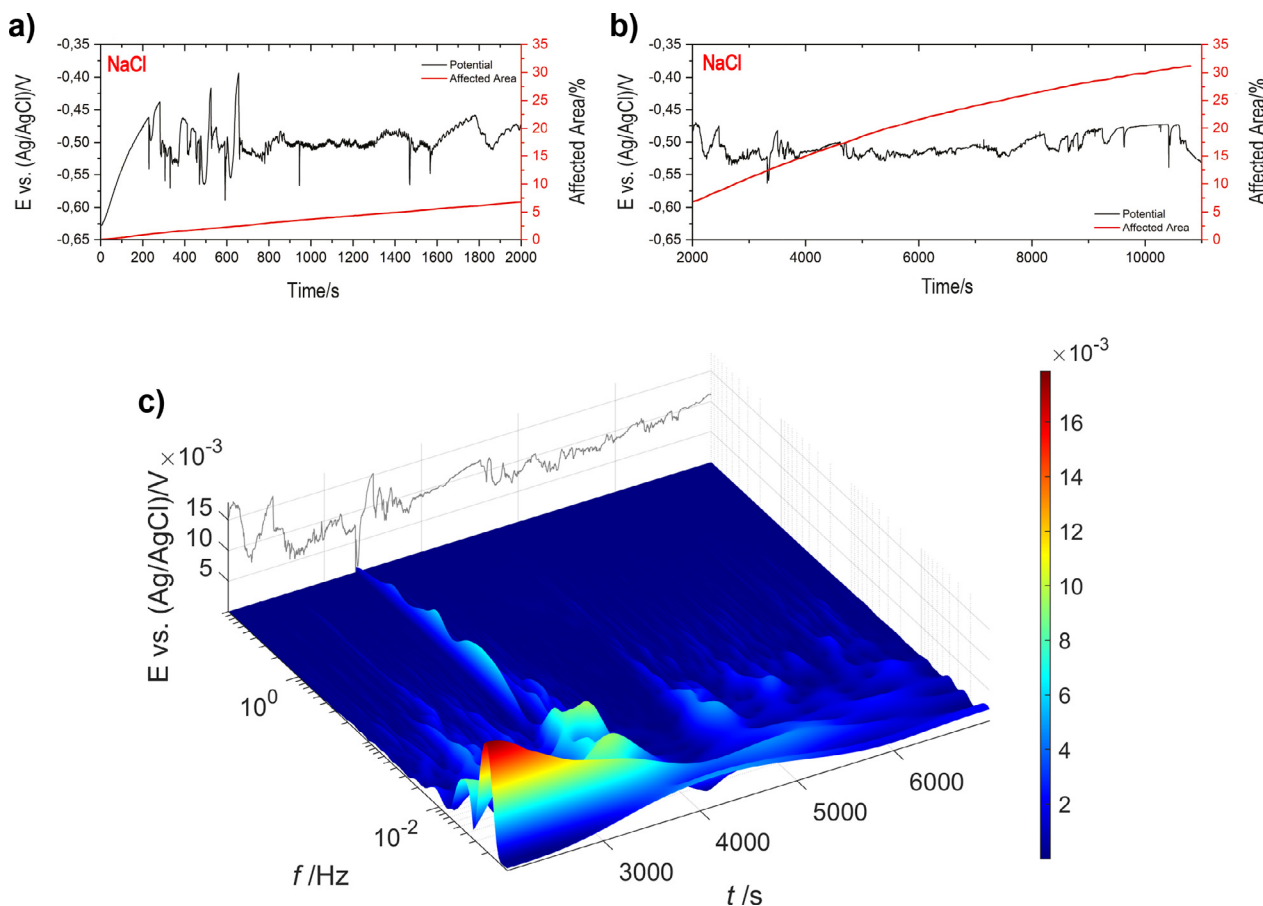 a)
NaCl
Potential
Affected Area
E vs. (Ag/AgCl)/V
-0,35
-0,40
-0,45
-0,50
-0,55
-0,60
-0,65
35
30
25
20
15
10
5
0
Affected Area/%
0 200 400 600 800 1000 1200 1400 1600 1800 2000
Time/s
b)
NaCl
Potential
Affected Area
E vs. (Ag/AgCl)/V
-0,35
-0,40
-0,45
-0,50
-0,55
-0,60
-0,65
35
30
25
20
15
10
5
0
Affected Area/%
2000 4000 6000 8000 10000
Time/s
c)
E vs. (Ag/AgCl)/V
×10⁻³
15
10
5
10⁰
10⁻²
f /Hz
3000
4000
5000
6000
t /s
×10⁻³
16
14
12
10
8
6
4
2